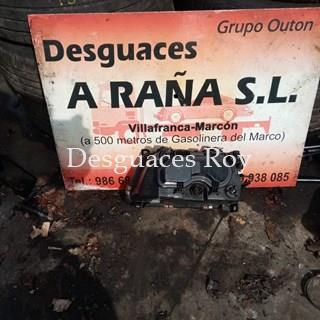 Grupo Outon
Desguaces
A RAÑA S.L.
Villafranca-Marcón
(a 500 metros de Gasolinera del Marco)
Desguaces Roy
Tel.: 986 6 938 085